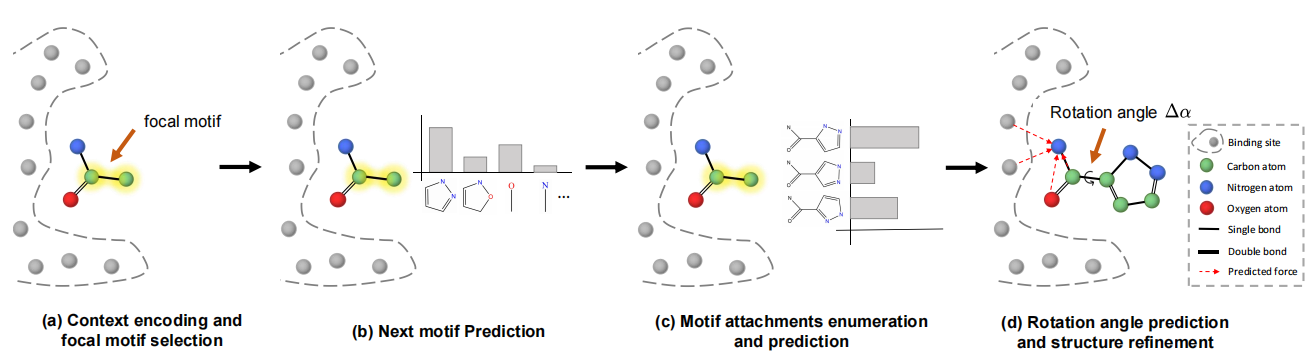 focal motif
(a) Context encoding and
focal motif selection
N
N
O
O
N
...
(b) Next motif Prediction
N
O
N
N
N
O
N
N
N
O
N
N
(c) Motif attachments enumeration
and prediction
Rotation angle Δα
Binding site
Carbon atom
Nitrogen atom
Oxygen atom
Single bond
Double bond
Predicted force
(d) Rotation angle prediction
and structure refinement